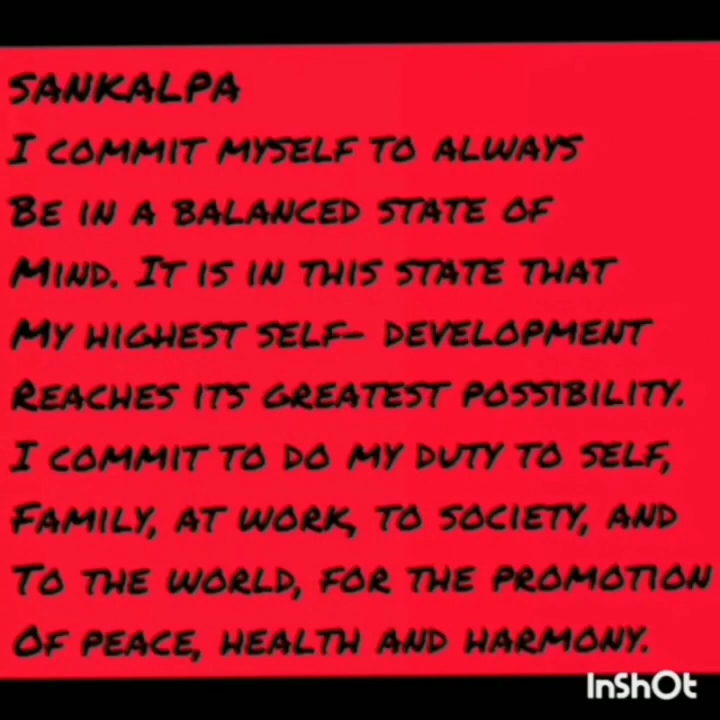 SANKALPA
I COMMIT MYSELF TO ALWAYS
BE IN A BALANCED STATE OF
MIND. IT IS IN THIS STATE THAT
MY HIGHEST SELF- DEVELOPMENT
REACHES ITS GREATEST POSSIBILITY.
I COMMIT TO DO MY DUTY TO SELF,
FAMILY, AT WORK, TO SOCIETY, AND
TO THE WORLD, FOR THE PROMOTION
OF PEACE, HEALTH AND HARMONY.
InShOt